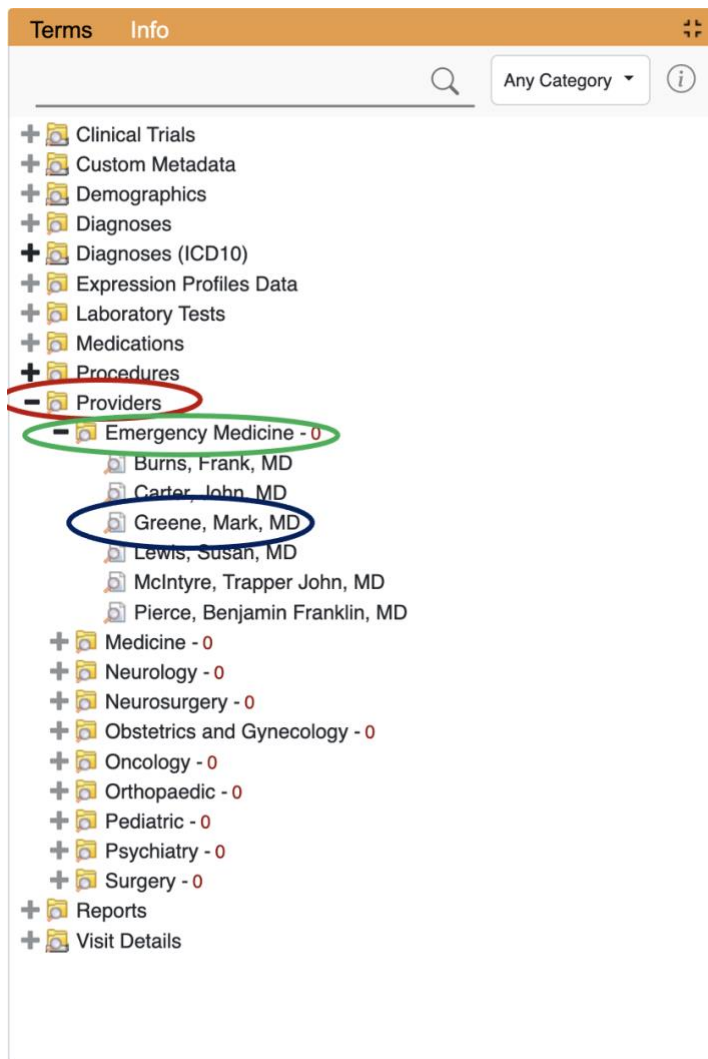 Terms Info
Any Category
Clinical Trials
Custom Metadata
Demographics
Diagnoses
Diagnoses (ICD10)
Expression Profiles Data
Laboratory Tests
Medications
Procedures
Providers
Emergency Medicine - 0
Burns, Frank, MD
Carter, John, MD
Greene, Mark, MD
Lewis, Susan, MD
McIntyre, Trapper John, MD
Pierce, Benjamin Franklin, MD
Medicine - 0
Neurology - 0
Neurosurgery - 0
Obstetrics and Gynecology - 0
Oncology - 0
Orthopaedic - 0
Pediatric - 0
Psychiatry - 0
Surgery - 0
Reports
Visit Details